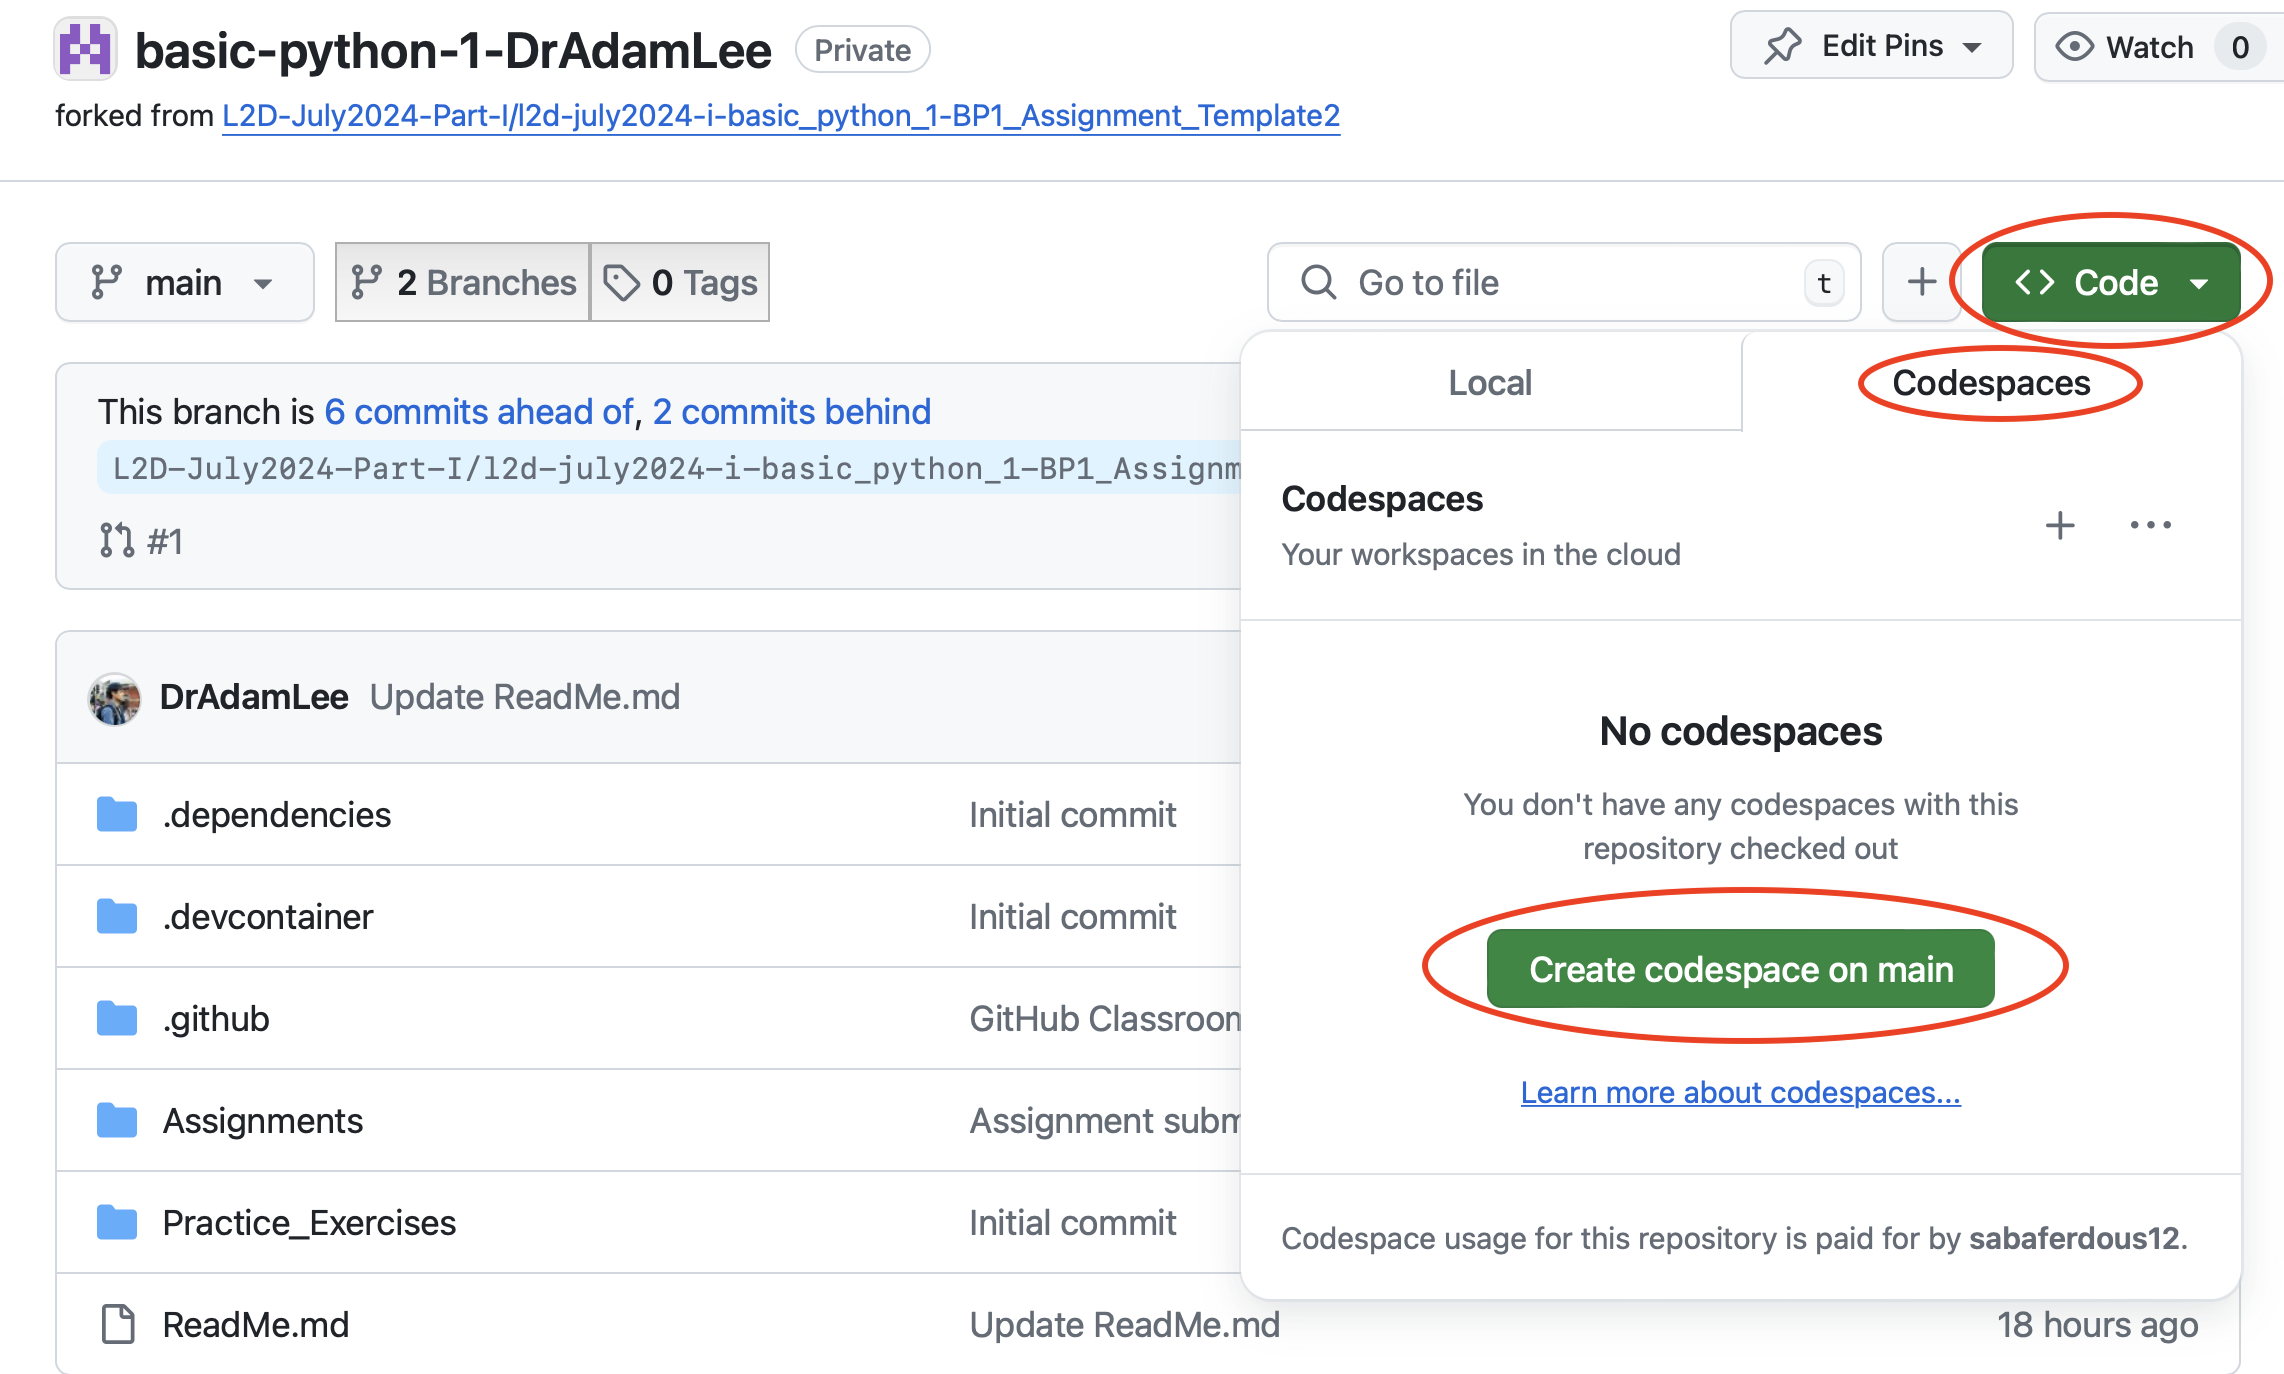 basic-python-1-DrAdamLee Private Edit Pins Watch 0
forked from L2D-July2024-Part-I/l2d-july2024-i-basic_python_1-BP1_Assignment_Template2
main 2 Branches 0 Tags Go to file t Code
This branch is 6 commits ahead of, 2 commits behind
L2D-July2024-Part-I/l2d-july2024-i-basic_python_1-BP1_Assignm
#1
Local Codespaces
Codespaces
Your workspaces in the cloud
No codespaces
You don't have any codespaces with this
repository checked out
Create codespace on main
Learn more about codespaces...
Codespace usage for this repository is paid for by sabaferdous12.
DrAdamLee Update ReadMe.md
.dependencies Initial commit
.devcontainer Initial commit
.github GitHub Classroom
Assignments Assignment subm
Practice_Exercises Initial commit
ReadMe.md Update ReadMe.md 18 hours ago